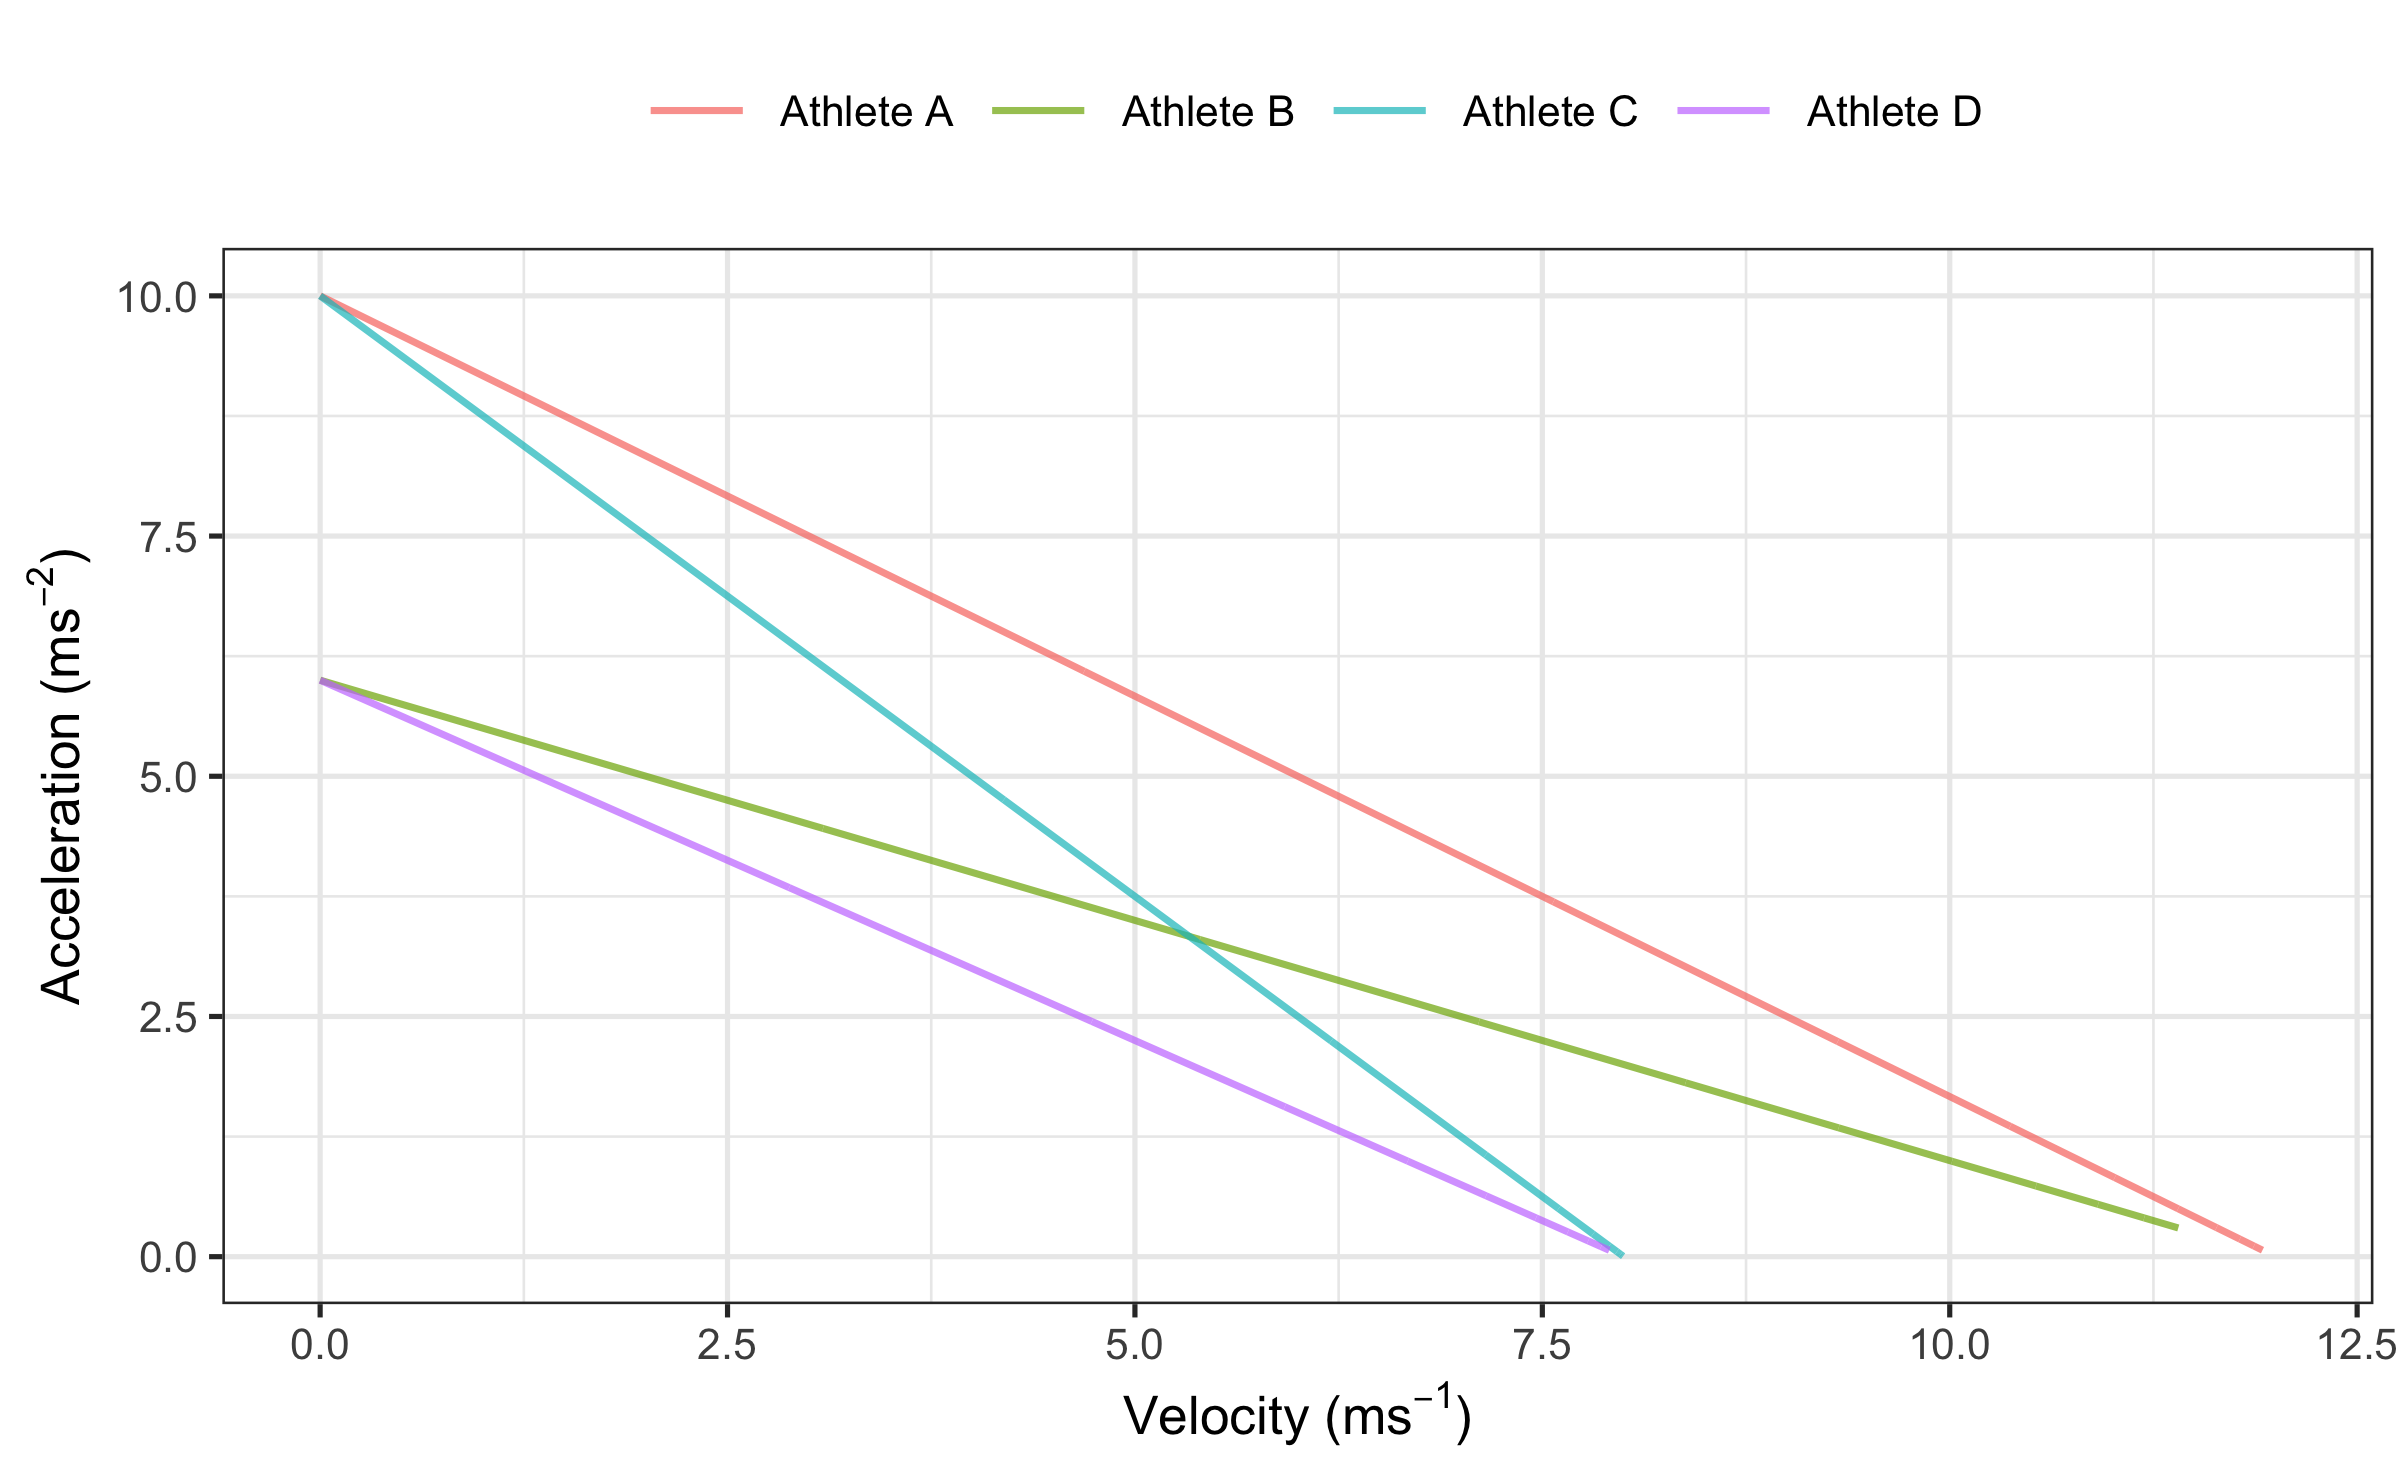 Athlete A Athlete B Athlete C Athlete D
10.0
7.5
5.0
2.5
0.0
Acceleration (ms⁻²)
0.0 2.5 5.0 7.5 10.0 12.5
Velocity (ms⁻¹)